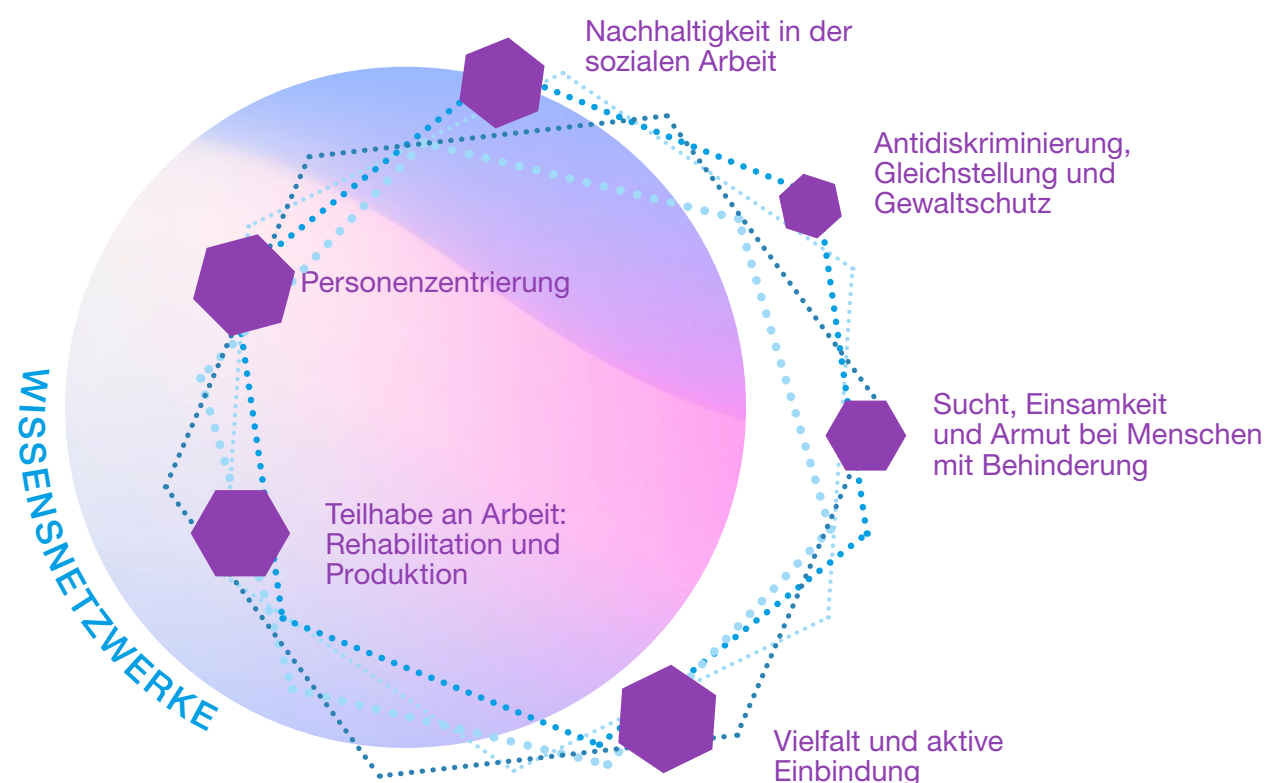 Nachhaltigkeit in der
sozialen Arbeit
Antidiskriminierung,
Gleichstellung und
Gewaltschutz
Personenzentrierung
Sucht, Einsamkeit
und Armut bei Menschen
mit Behinderung
Teilhabe an Arbeit:
Rehabilitation und
Produktion
Vielfalt und aktive
Einbindung
WISSENSNETZWERKE